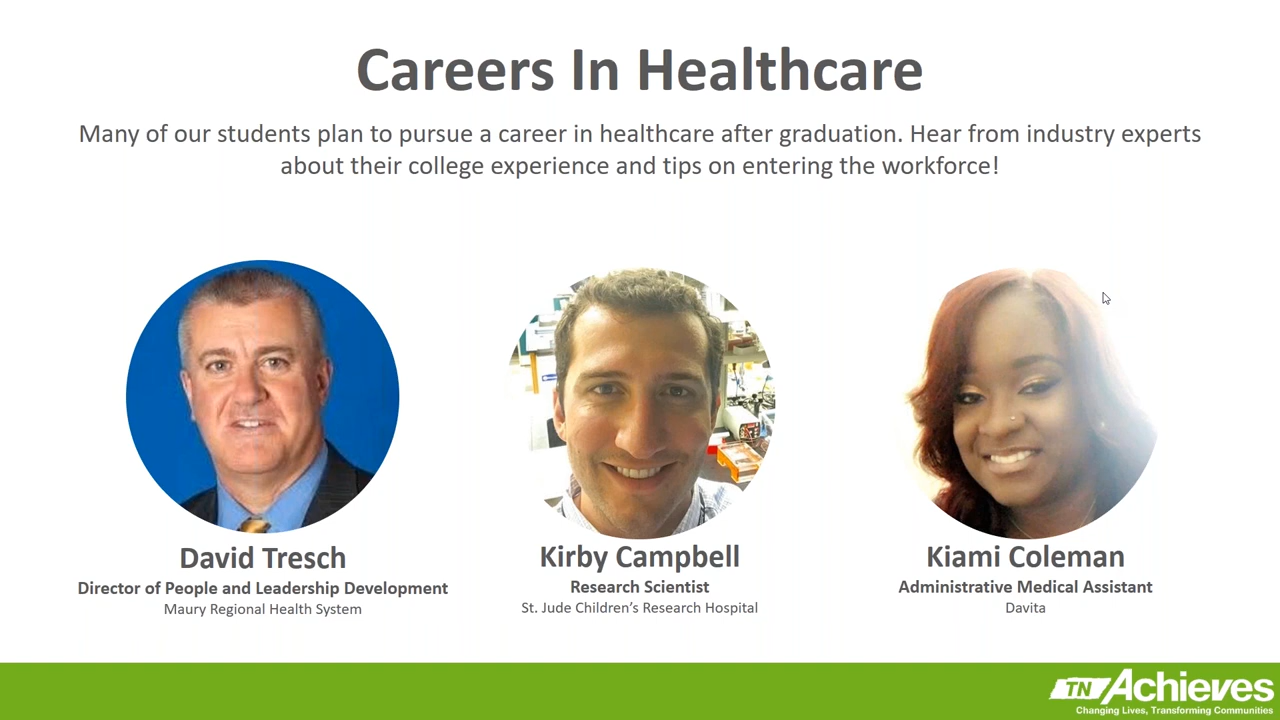 Careers In Healthcare
Many of our students plan to pursue a career in healthcare after graduation. Hear from industry experts
about their college experience and tips on entering the workforce!
David Tresch
Director of People and Leadership Development
Maury Regional Health System
Kirby Campbell
Research Scientist
St. Jude Children’s Research Hospital
Kiami Coleman
Administrative Medical Assistant
Davita
TN Achieves
Changing Lives, Transforming Communities